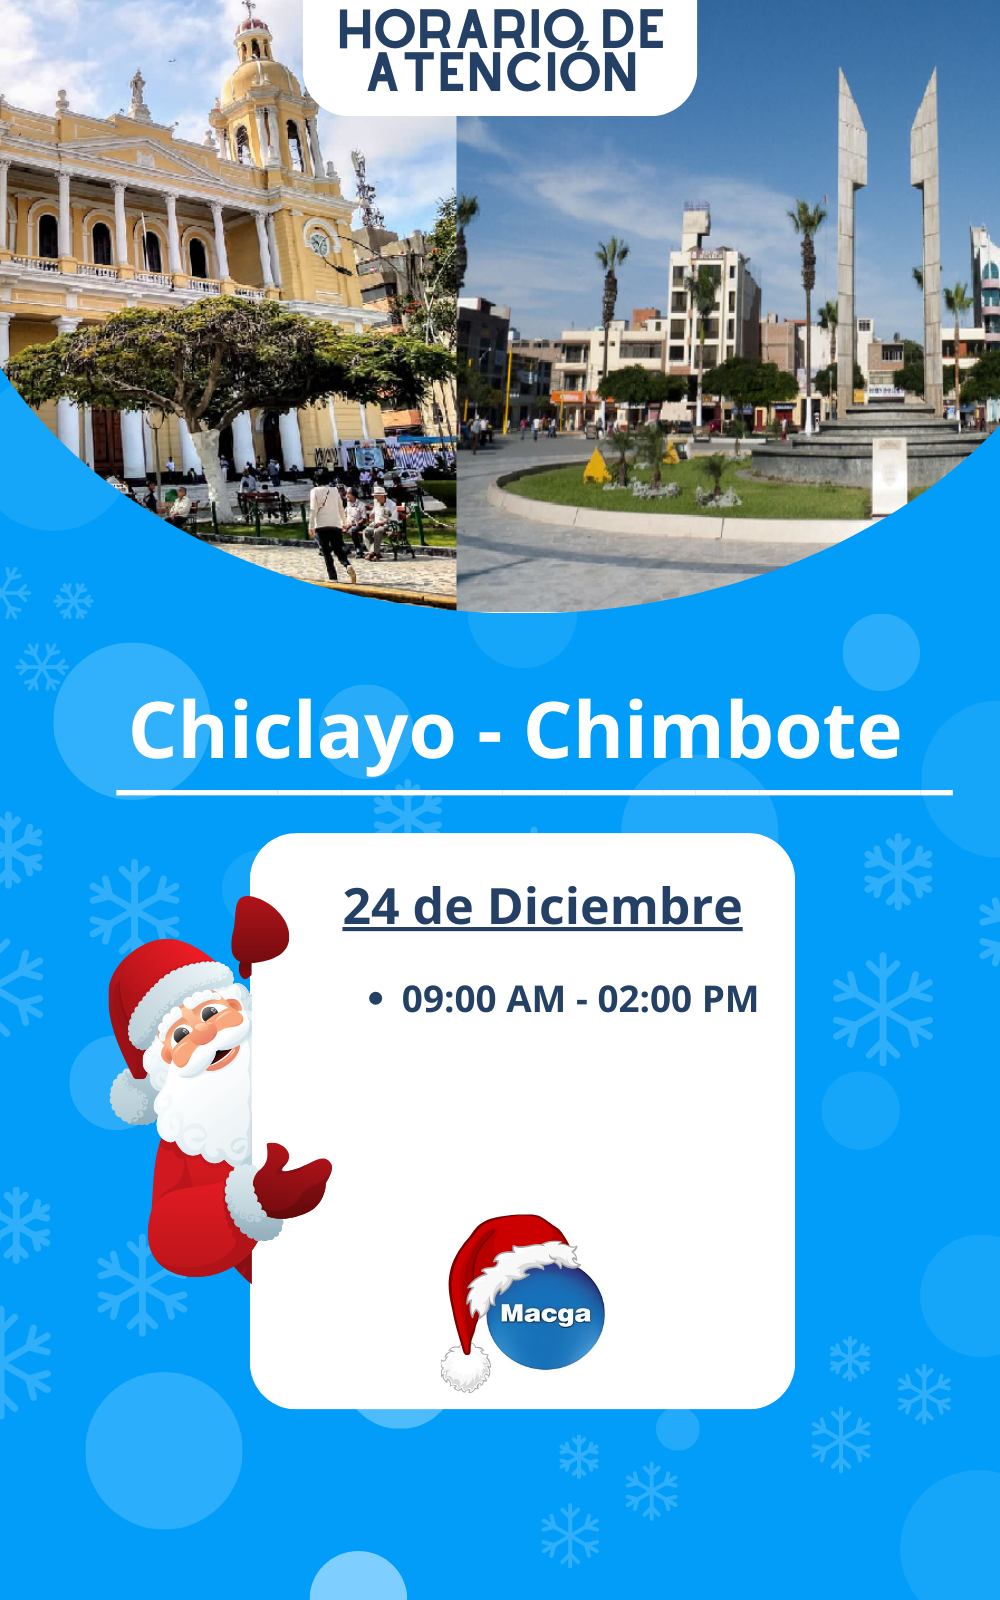 HORARIO DE
ATENCIÓN
Chiclayo - Chimbote
24 de Diciembre
• 09:00 AM - 02:00 PM
Macga